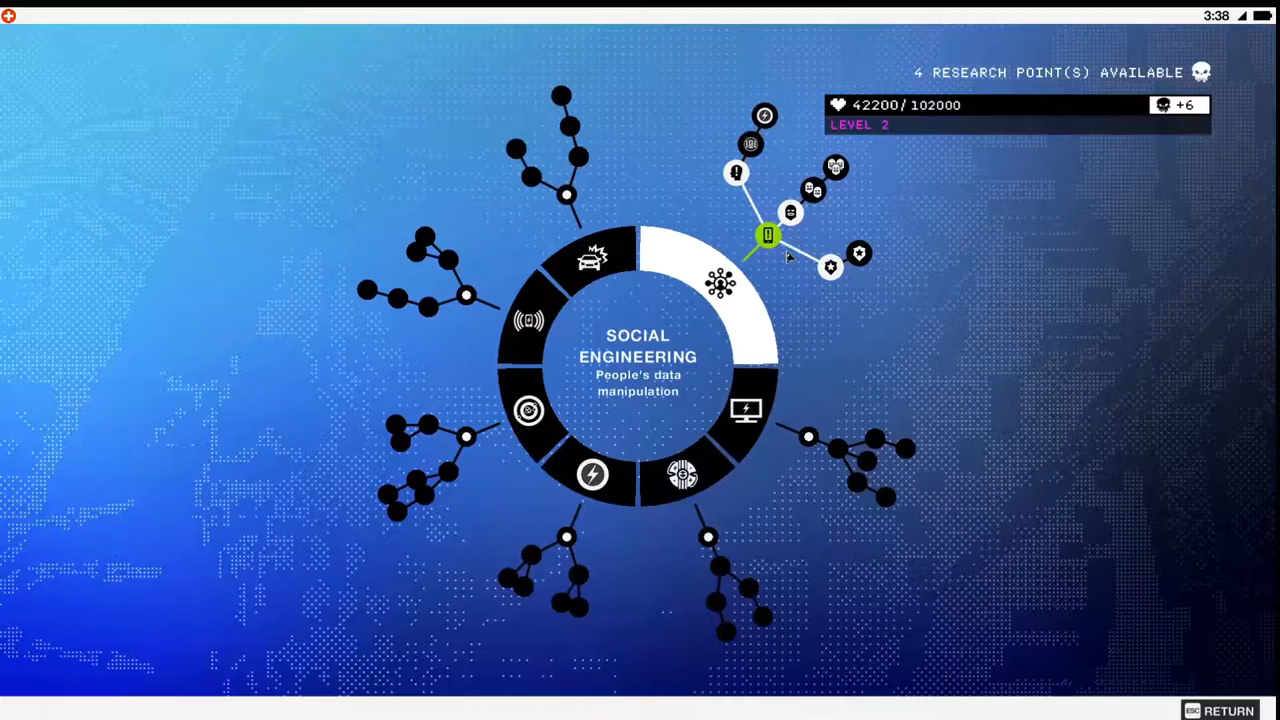 3:38
4 RESEARCH POINT(S) AVAILABLE
42200/102000
+6
LEVEL 2
SOCIAL
ENGINEERING
People's data
manipulation
ESC RETURN